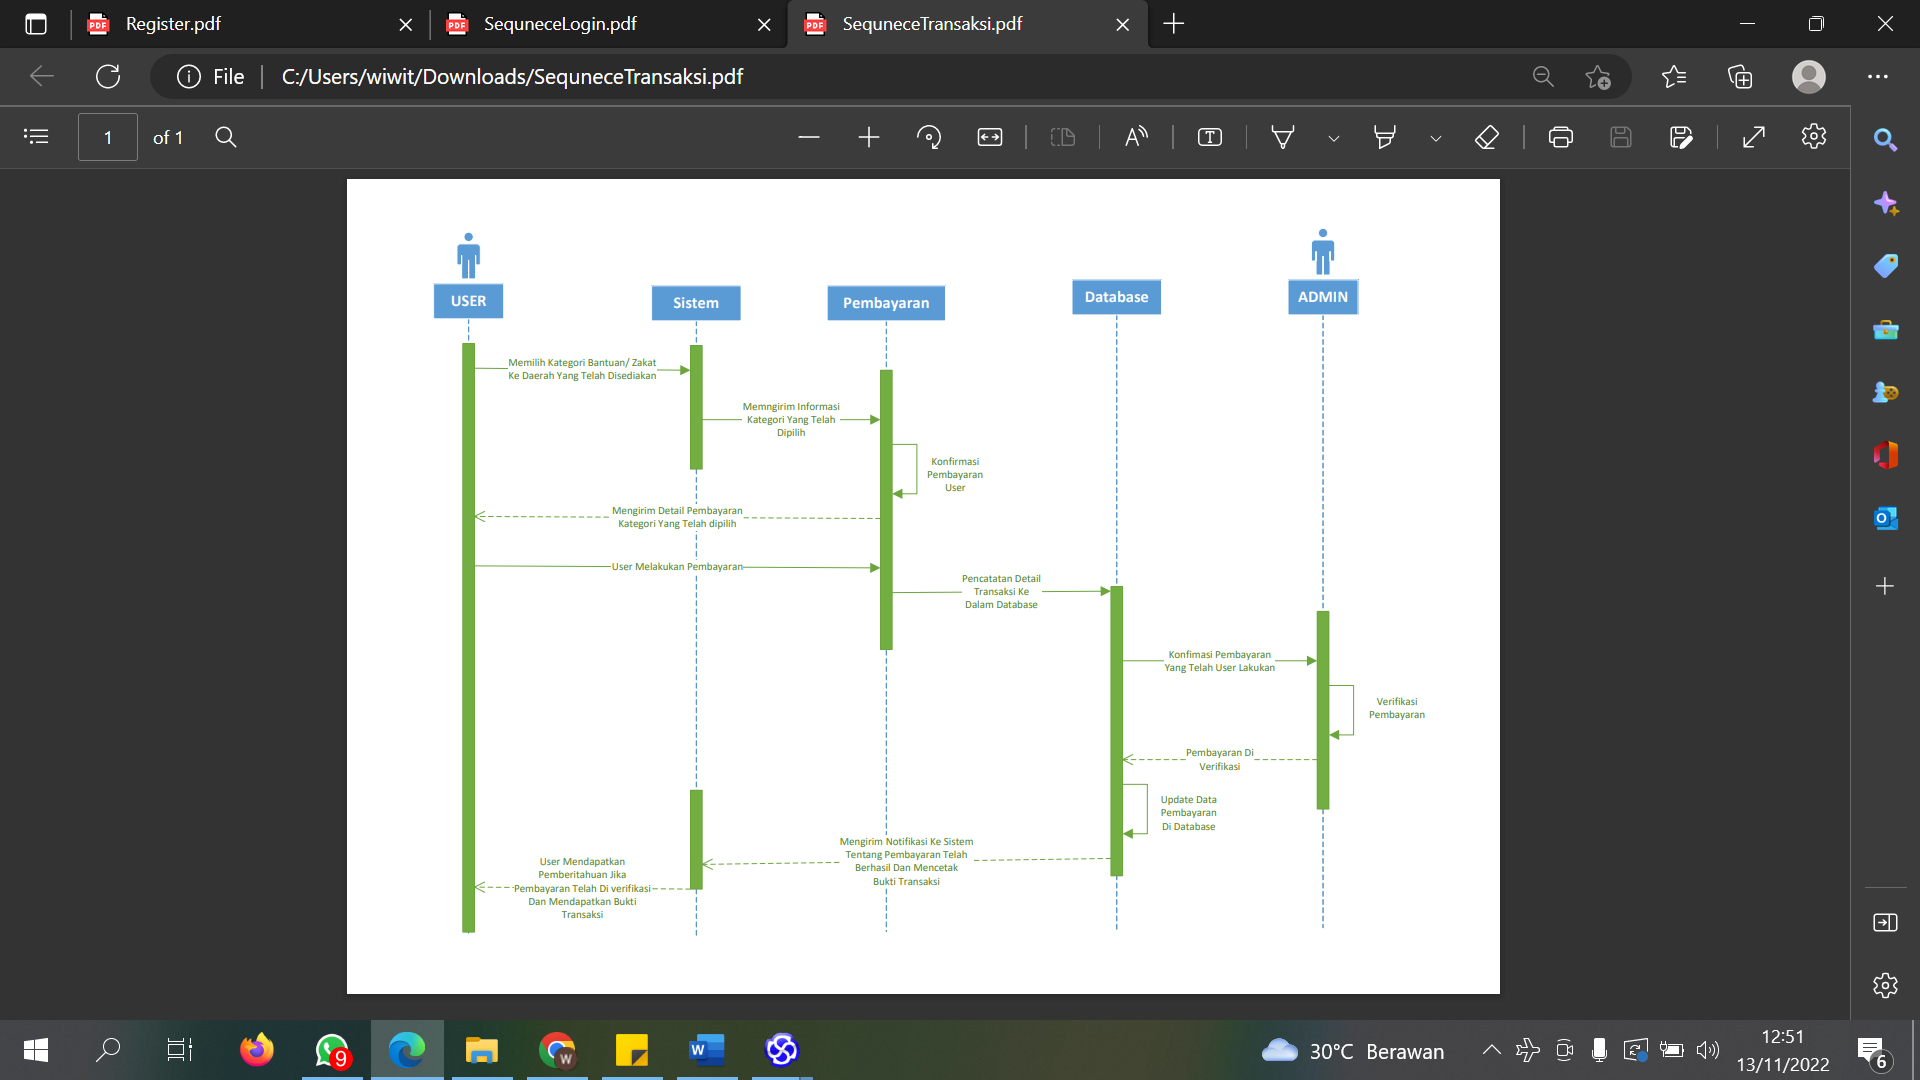 Register.pdf
SequneceLogin.pdf
SequneceTransaksi.pdf
File
C:/Users/wiwit/Downloads/SequneceTransaksi.pdf
1
of 1
USER
Sistem
Pembayaran
Database
ADMIN
Memilih Kategori Bantuan/ Zakat
Ke Daerah Yang Telah Disediakan
Memngirim Informasi
Kategori Yang Telah
Dipilih
Konfirmasi
Pembayaran
User
Mengirim Detail Pembayaran
Kategori Yang Telah dipilih
User Melakukan Pembayaran
Pencatatan Detail
Transaksi Ke
Dalam Database
Konfimasi Pembayaran
Yang Telah User Lakukan
Verifikasi
Pembayaran
Pembayaran Di
Verifikasi
Update Data
Pembayaran
Di Database
Mengirim Notifikasi Ke Sistem
Tentang Pembayaran Telah
Berhasil Dan Mencetak
Bukti Transaksi
User Mendapatkan
Pemberitahuan Jika
Pembayaran Telah Di verifikasi
Dan Mendapatkan Bukti
Transaksi
9
W
W
30°C Berawan
12:51
13/11/2022
6